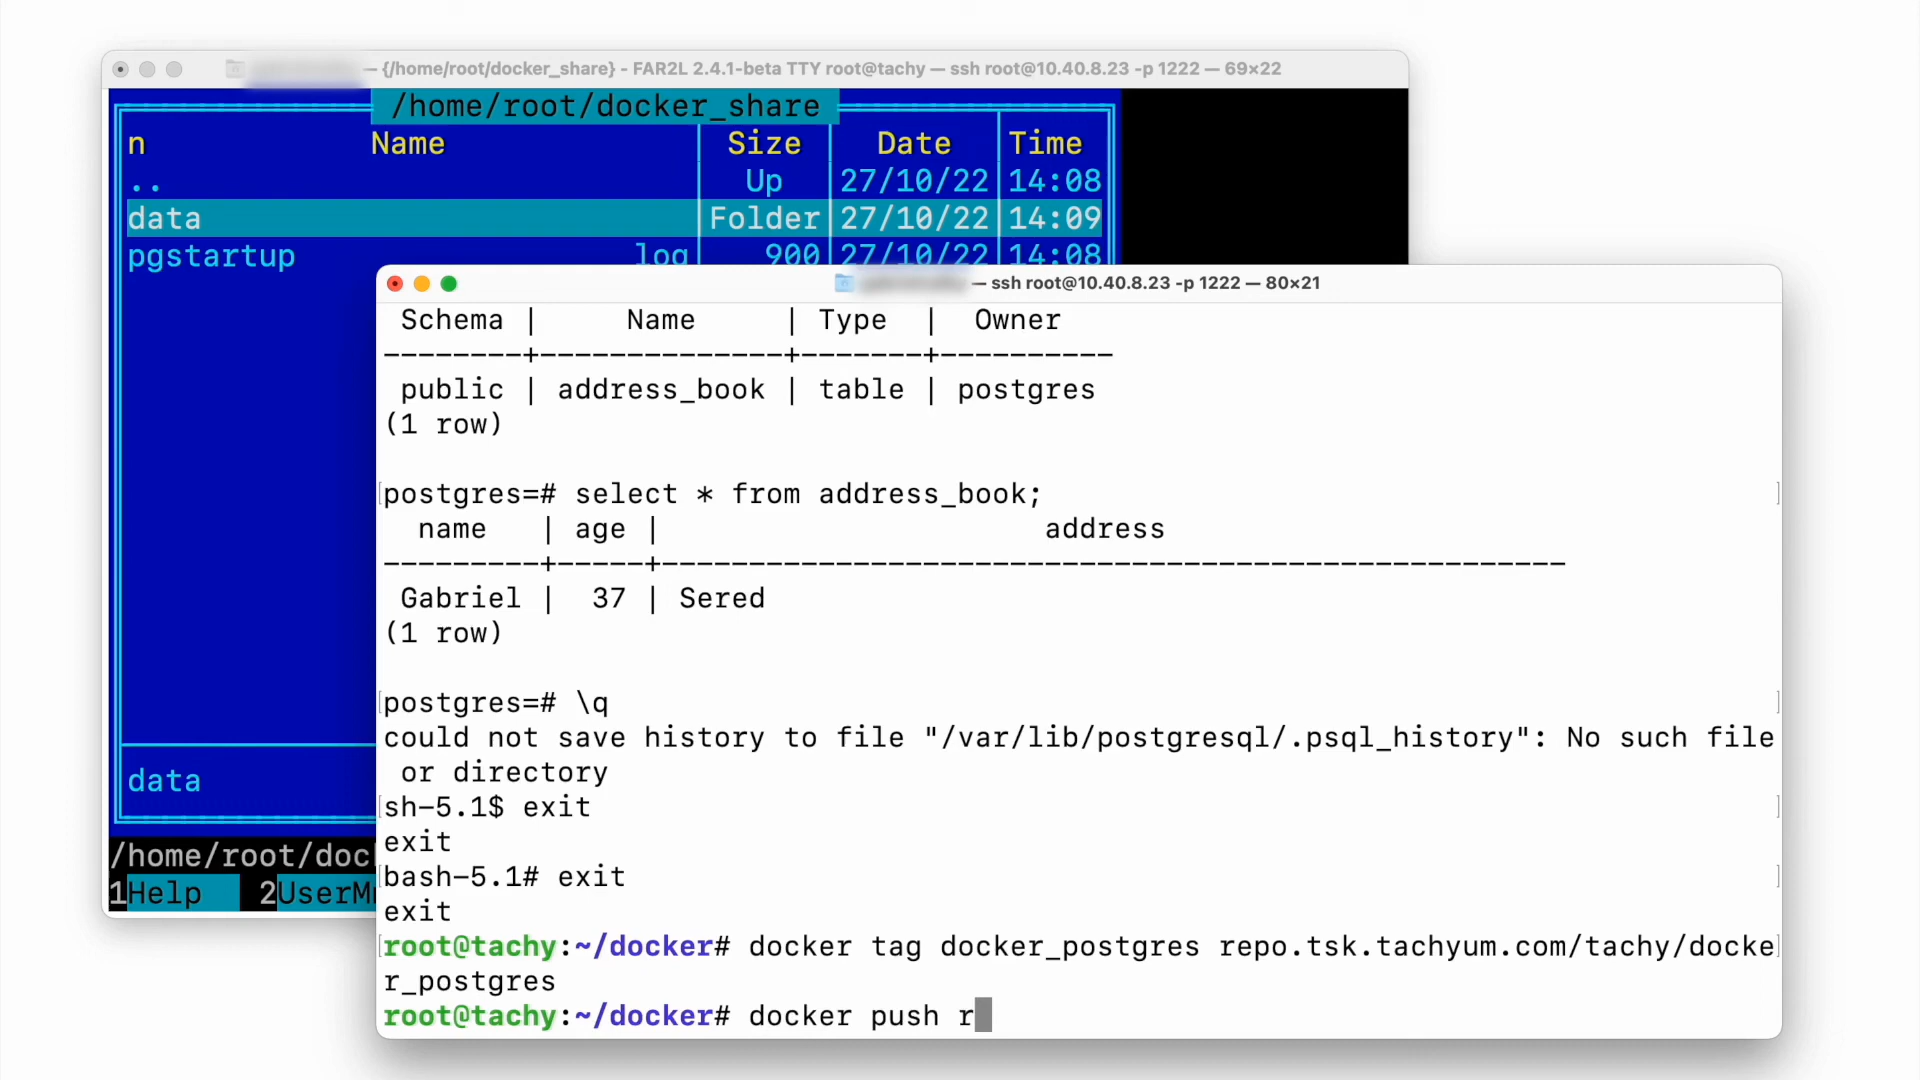 — {/home/root/docker_share} - FAR2L 2.4.1-beta TTY root@tachy — ssh root@10.40.8.23 -p 1222 — 69×22
/home/root/docker_share
n Name Size Date Time
.. Up 27/10/22 14:08
data Folder 27/10/22 14:09
pgstartup log 900 27/10/22 14:08
data
/home/root/doc
1Help 2UserM
— ssh root@10.40.8.23 -p 1222 — 80×21
Schema | Name | Type | Owner
--------+--------------+-------+----------
public | address_book | table | postgres
(1 row)
postgres=# select * from address_book;
name | age | address
---------+-----+----------------------------------------------------
Gabriel | 37 | Sered
(1 row)
postgres=# \q
could not save history to file "/var/lib/postgresql/.psql_history": No such file
or directory
sh-5.1$ exit
exit
bash-5.1# exit
exit
root@tachy:~/docker# docker tag docker_postgres repo.tsk.tachyum.com/tachy/docke
r_postgres
root@tachy:~/docker# docker push r